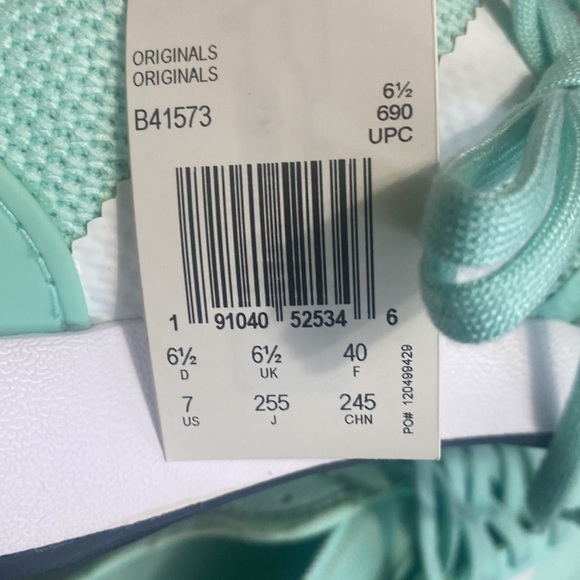 ORIGINALS
ORIGINALS
B41573
6½
690
UPC
1 91040 52534 6
6½ 6½ 40
D UK F
7 255 245
US J CHN
PO# 120499429